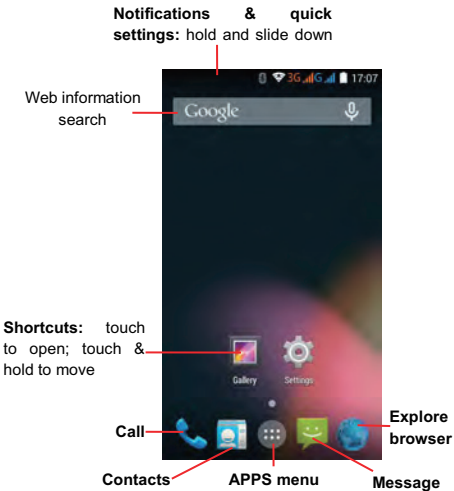 Notifications & quick
settings: hold and slide down
3G G 17:07
Web information
search
Google
Shortcuts: touch
to open; touch &
hold to move
Gallery Settings
Call
Explore
browser
Contacts
APPS menu
Message